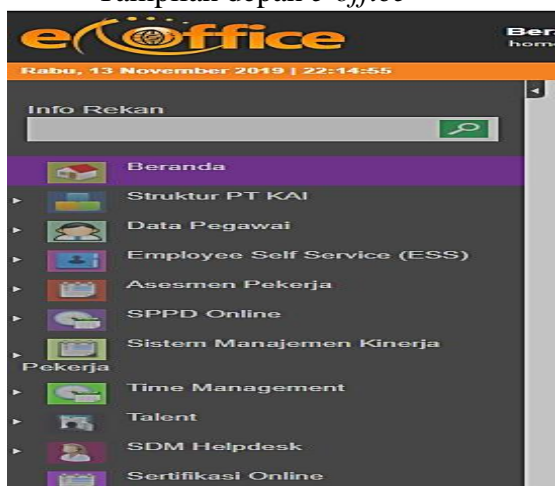 Tampilan depan e-office
e-office
Ber
hom
Rabu, 13 November 2019 | 22:14:55
Info Rekan
Beranda
Struktur PT KAI
Data Pegawai
Employee Self Service (ESS)
Asesmen Pekerja
SPPD Online
Sistem Manajemen Kinerja
Pekerja
Time Management
Talent
SDM Helpdesk
Sertifikasi Online